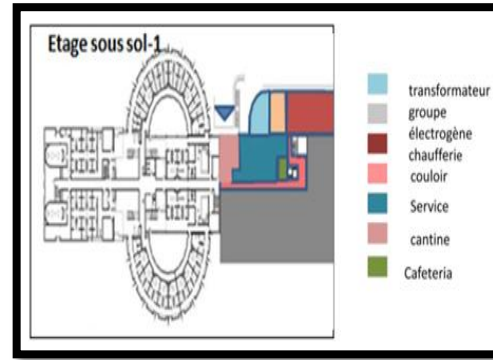 Etage sous sol-1
transformateur
groupe
électrogène
chaufferie
couloir
Service
cantine
Cafeteria